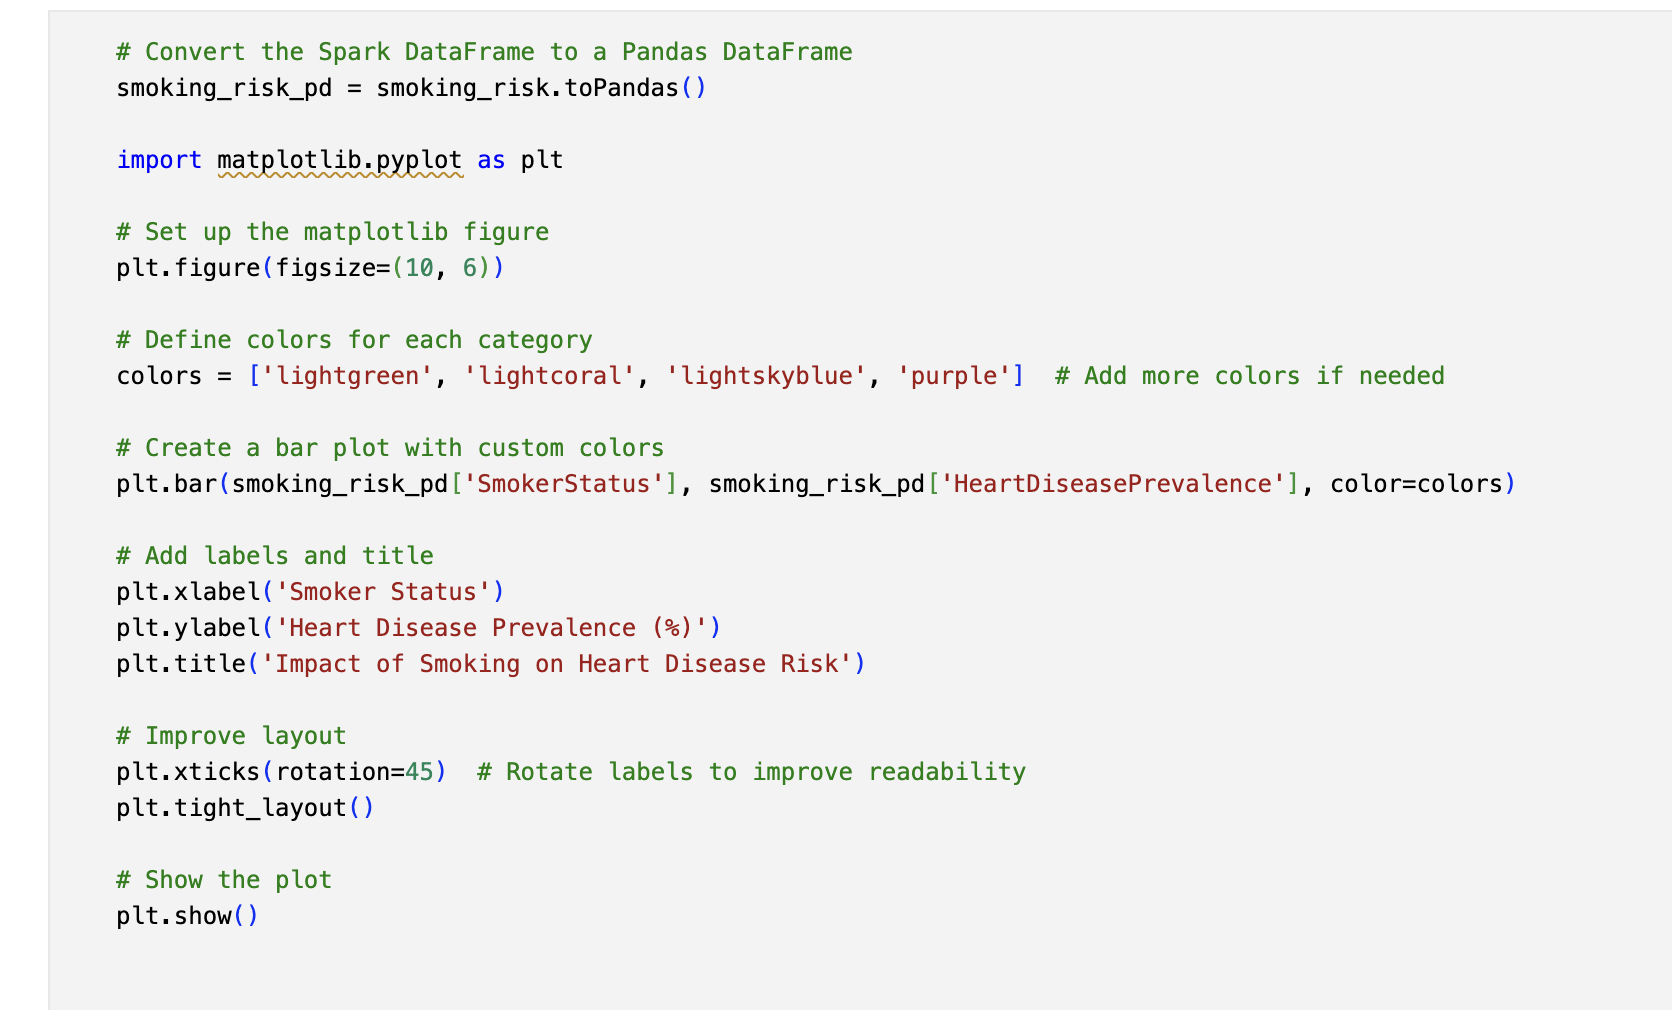 # Convert the Spark DataFrame to a Pandas DataFrame
smoking_risk_pd = smoking_risk.toPandas()
import matplotlib.pyplot as plt
# Set up the matplotlib figure
plt.figure(figsize=(10, 6))
# Define colors for each category
colors = ['lightgreen', 'lightcoral', 'lightskyblue', 'purple']  # Add more colors if needed
# Create a bar plot with custom colors
plt.bar(smoking_risk_pd['SmokerStatus'], smoking_risk_pd['HeartDiseasePrevalence'], color=colors)
# Add labels and title
plt.xlabel('Smoker Status')
plt.ylabel('Heart Disease Prevalence (%)')
plt.title('Impact of Smoking on Heart Disease Risk')
# Improve layout
plt.xticks(rotation=45)  # Rotate labels to improve readability
plt.tight_layout()
# Show the plot
plt.show()